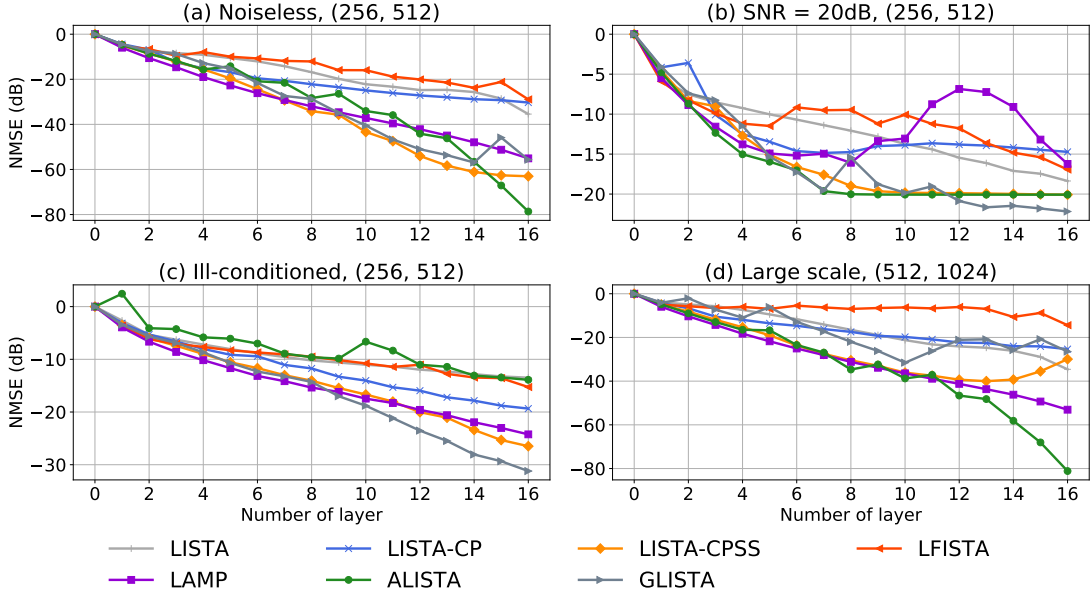 (a) Noiseless, (256, 512)
NMSE (dB)
0
−20
−40
−60
−80
0 2 4 6 8 10 12 14 16
(b) SNR = 20dB, (256, 512)
0
−5
−10
−15
−20
0 2 4 6 8 10 12 14 16
(c) Ill-conditioned, (256, 512)
NMSE (dB)
0
−10
−20
−30
0 2 4 6 8 10 12 14 16
Number of layer
(d) Large scale, (512, 1024)
0
−20
−40
−60
−80
0 2 4 6 8 10 12 14 16
Number of layer
LISTA LISTA-CP LISTA-CPSS LFISTA
LAMP ALISTA GLISTA